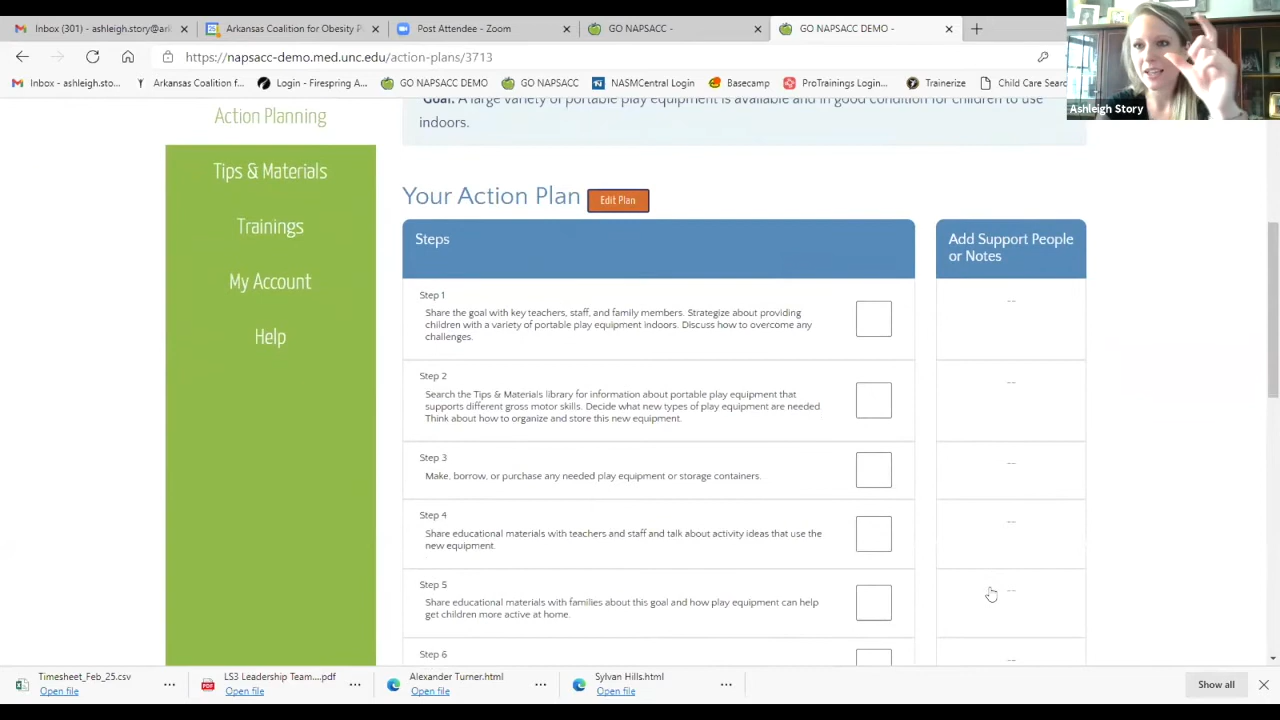 Inbox (301) - ashleigh.story@ark
Arkansas Coalition for Obesity P
Post Attendee - Zoom
GO NAPSACC -
GO NAPSACC DEMO -
https://napsacc-demo.med.unc.edu/action-plans/3713
Inbox - ashleigh.sto...
Arkansas Coalition f...
Login - Firespring A...
GO NAPSACC DEMO
GO NAPSACC
NASMCentral Login
Basecamp
ProTrainings Login...
Trainerize
Child Care Sear
Ashleigh Story
Action Planning
Tips & Materials
Trainings
My Account
Help
Goal: A large variety of portable play equipment is available and in good condition for children to use
indoors.
Your Action Plan
Edit Plan
Steps
Add Support People
or Notes
Step 1
Share the goal with key teachers, staff, and family members. Strategize about providing
children with a variety of portable play equipment indoors. Discuss how to overcome any
challenges.
--
Step 2
Search the Tips & Materials library for information about portable play equipment that
supports different gross motor skills. Decide what new types of play equipment are needed
Think about how to organize and store this new equipment.
--
Step 3
Make, borrow, or purchase any needed play equipment or storage containers.
--
Step 4
Share educational materials with teachers and staff and talk about activity ideas that use the
new equipment.
--
Step 5
Share educational materials with families about this goal and how play equipment can help
get children more active at home.
--
Step 6
--
Timesheet_Feb_25.csv
Open file
LS3 Leadership Team....pdf
Open file
Alexander Turner.html
Open file
Sylvan Hills.html
Open file
Show all